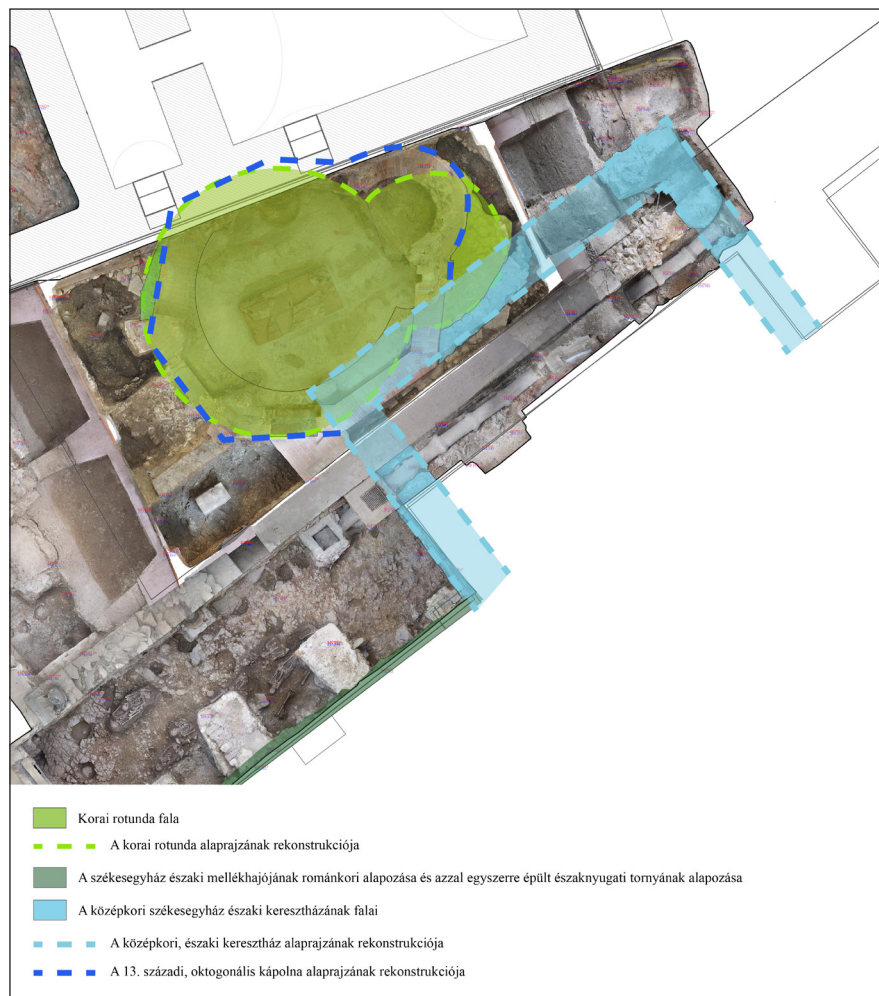 Korai rotunda fala
A korai rotunda alaprajzának rekonstrukciója
A székesegyház északi mellékhajójának románkori alapozása és azzal egyszerre épült északnyugati tornyának alapozása
A középkori székesegyház északi kereszthá​zának falai
A középkori, északi keresztház alaprajzának rekonstrukciója
A 13. századi, oktogonális kápolna alaprajzának rekonstrukciója